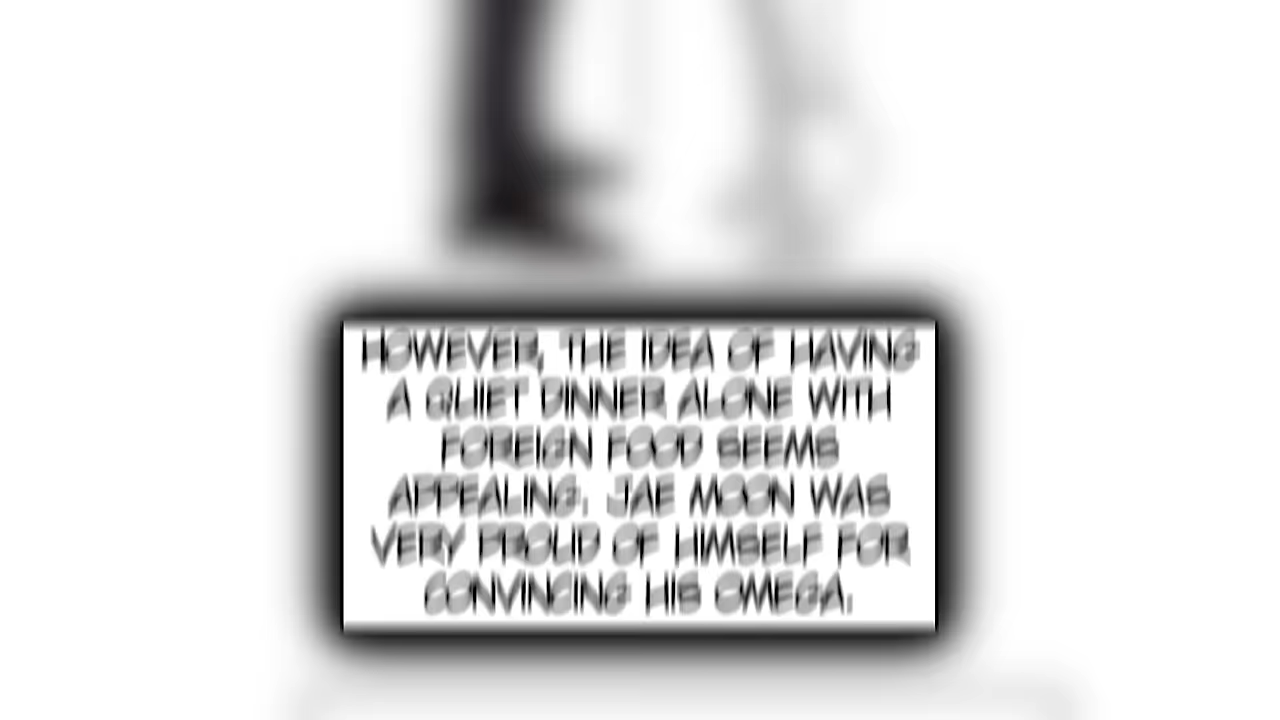 HOWEVER, THE IDEA OF HAVING
A QUIET DINNER ALONE WITH
FOREIGN FOOD SEEMS
APPEALING. JAE MOON WAS
VERY PROUD OF HIMSELF FOR
CONVINCING HIS OMEGA.